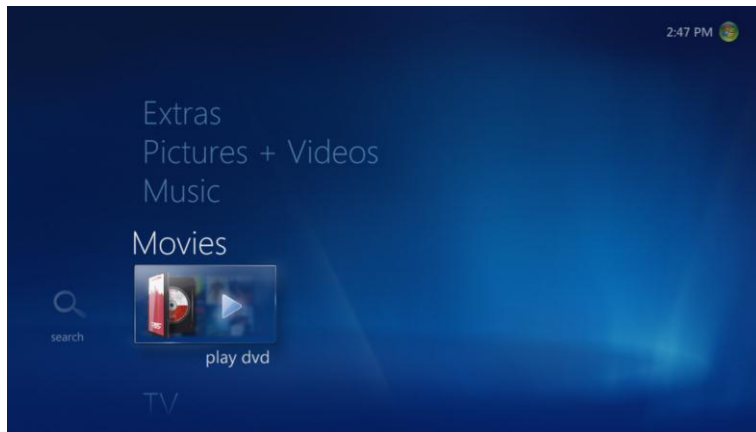 2:47 PM
Extras
Pictures + Videos
Music
Movies
search
play dvd
TV